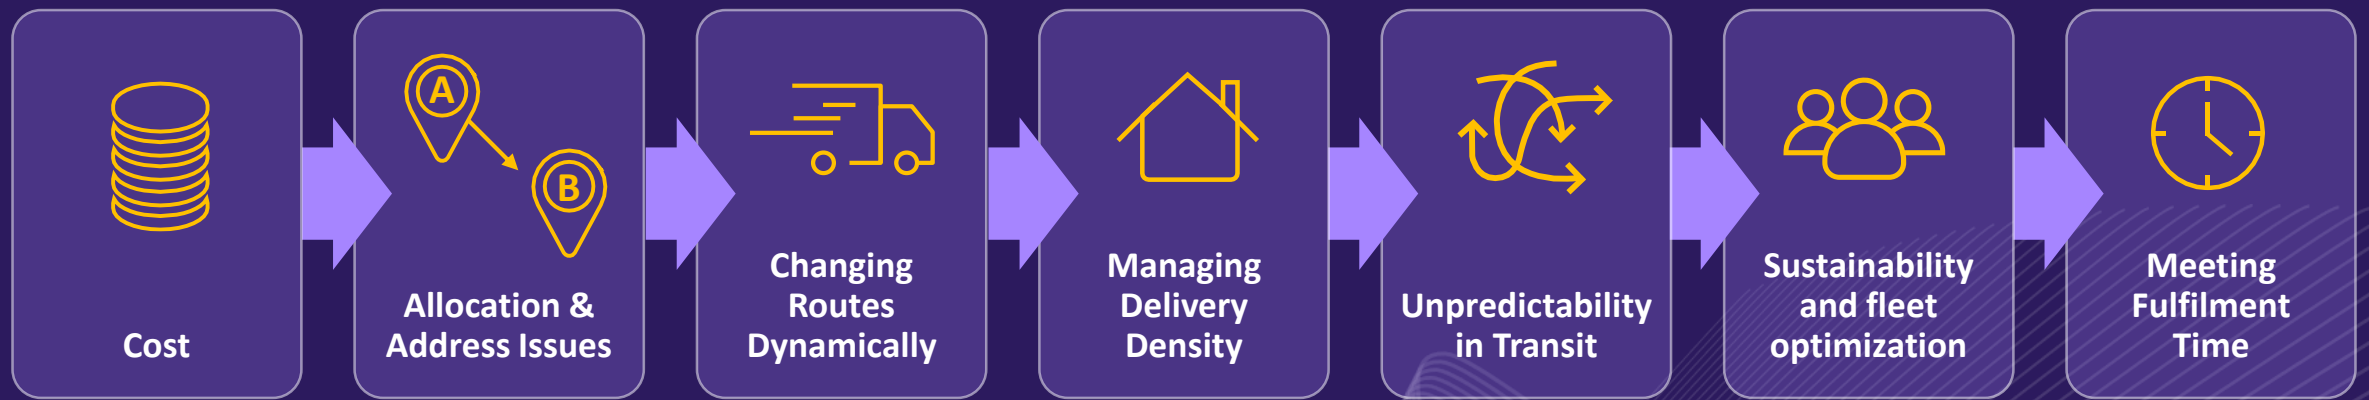 Cost
A
B
Allocation &
Address Issues
Changing
Routes
Dynamically
Managing
Delivery
Density
Unpredictability
in Transit
Sustainability
and fleet
optimization
Meeting
Fulfilment
Time